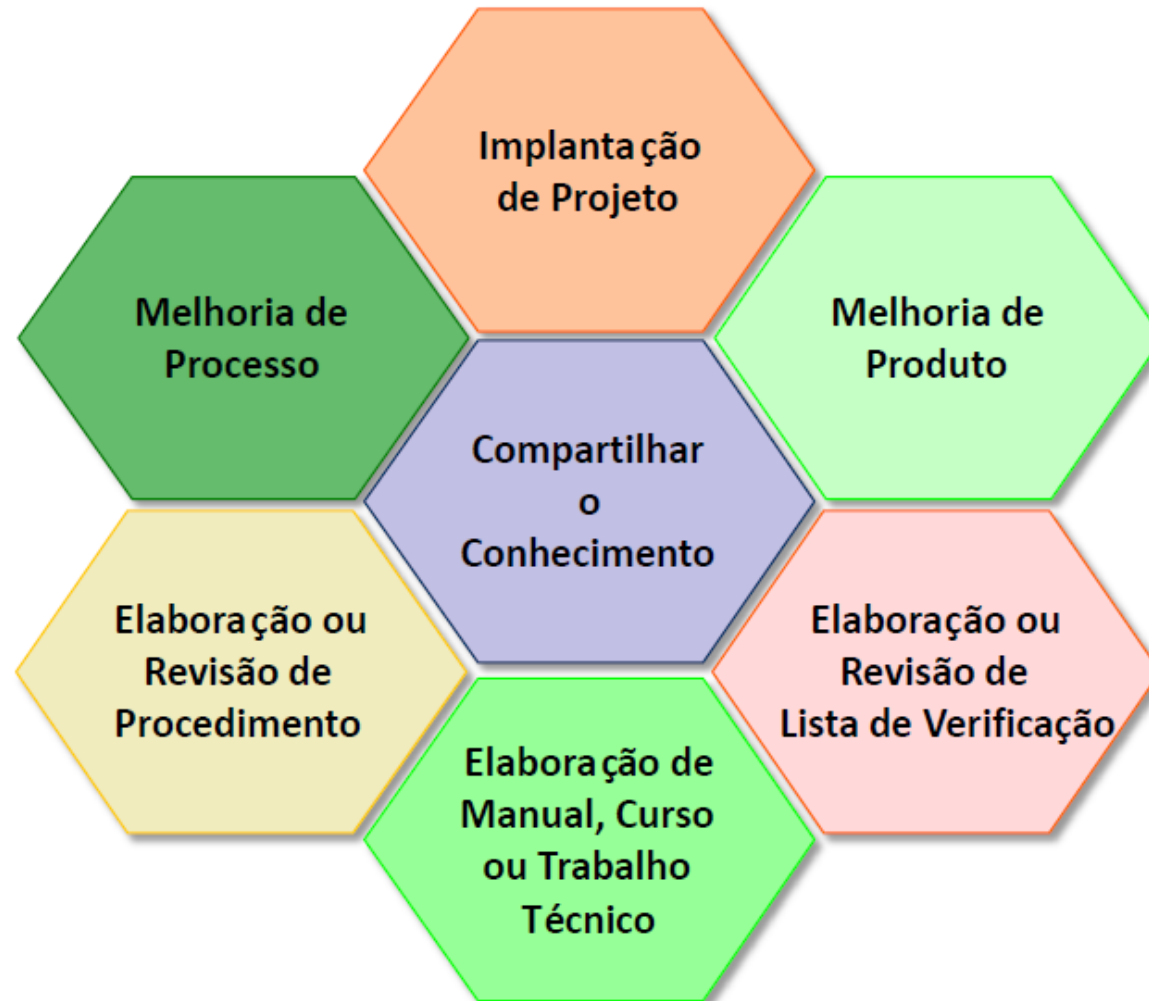 Implantação
de Projeto
Melhoria de
Processo
Melhoria de
Produto
Compartilhar
o
Conhecimento
Elaboração ou
Revisão de
Procedimento
Elaboração ou
Revisão de
Lista de Verificação
Elaboração de
Manual, Curso
ou Trabalho
Técnico